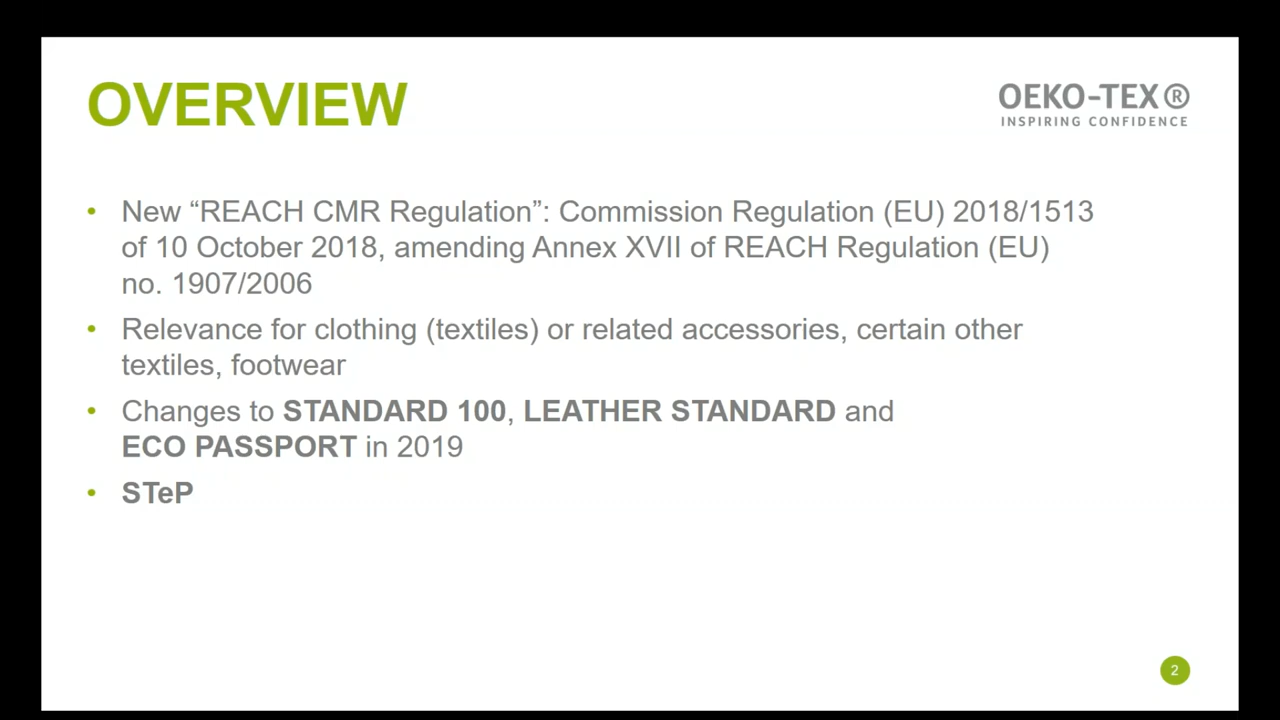 OVERVIEW
OEKO-TEX®
INSPIRING CONFIDENCE
• New “REACH CMR Regulation”: Commission Regulation (EU) 2018/1513
of 10 October 2018, amending Annex XVII of REACH Regulation (EU)
no. 1907/2006
• Relevance for clothing (textiles) or related accessories, certain other
textiles, footwear
• Changes to STANDARD 100, LEATHER STANDARD and
ECO PASSPORT in 2019
• STeP
2